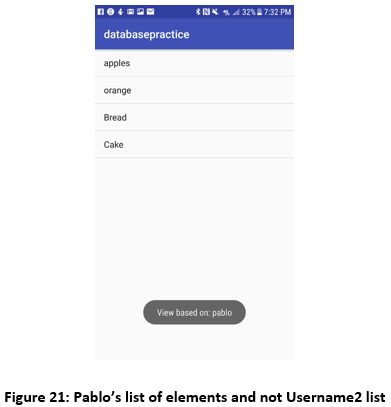 32% 7:32 PM
databasepractice
apples
orange
Bread
Cake
View based on: pablo
Figure 21: Pablo’s list of elements and not Username2 list